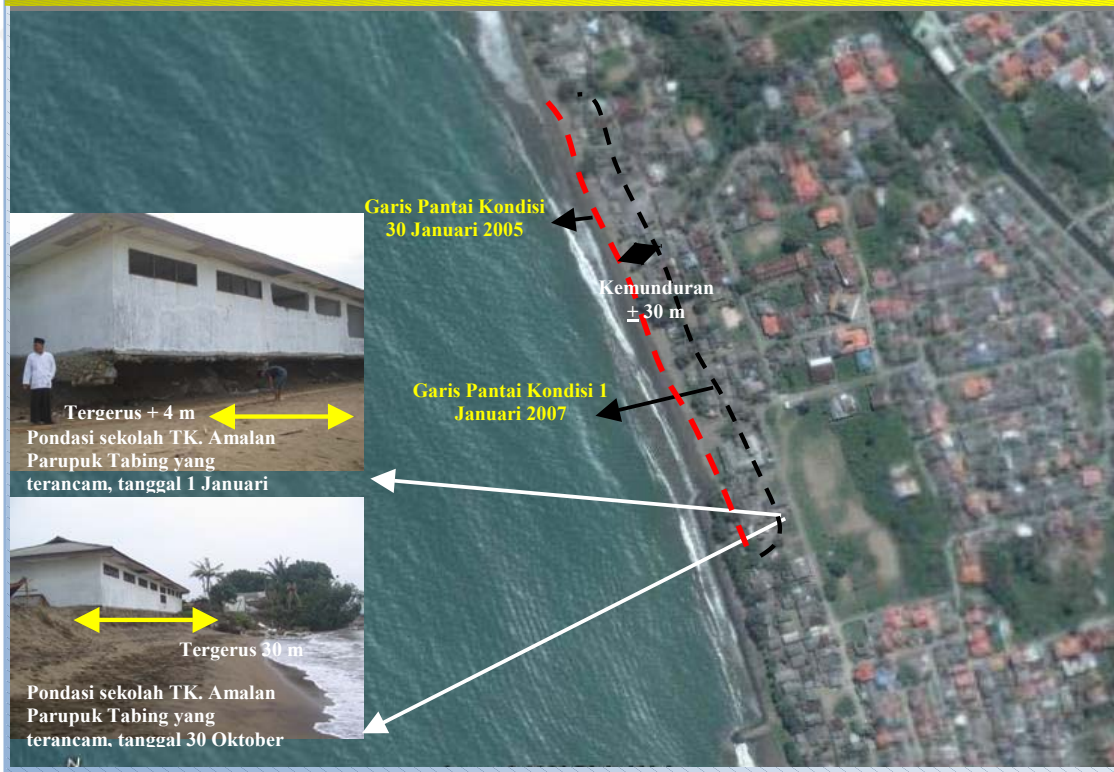 Garis Pantai Kondisi
30 Januari 2005
Kemunduran
± 30 m
Garis Pantai Kondisi 1
Januari 2007
Tergerus + 4 m
Pondasi sekolah TK. Amalan
Parupuk Tabing yang
terancam, tanggal 1 Januari
Tergerus 30 m
Pondasi sekolah TK. Amalan
Parupuk Tabing yang
terancam, tanggal 30 Oktober